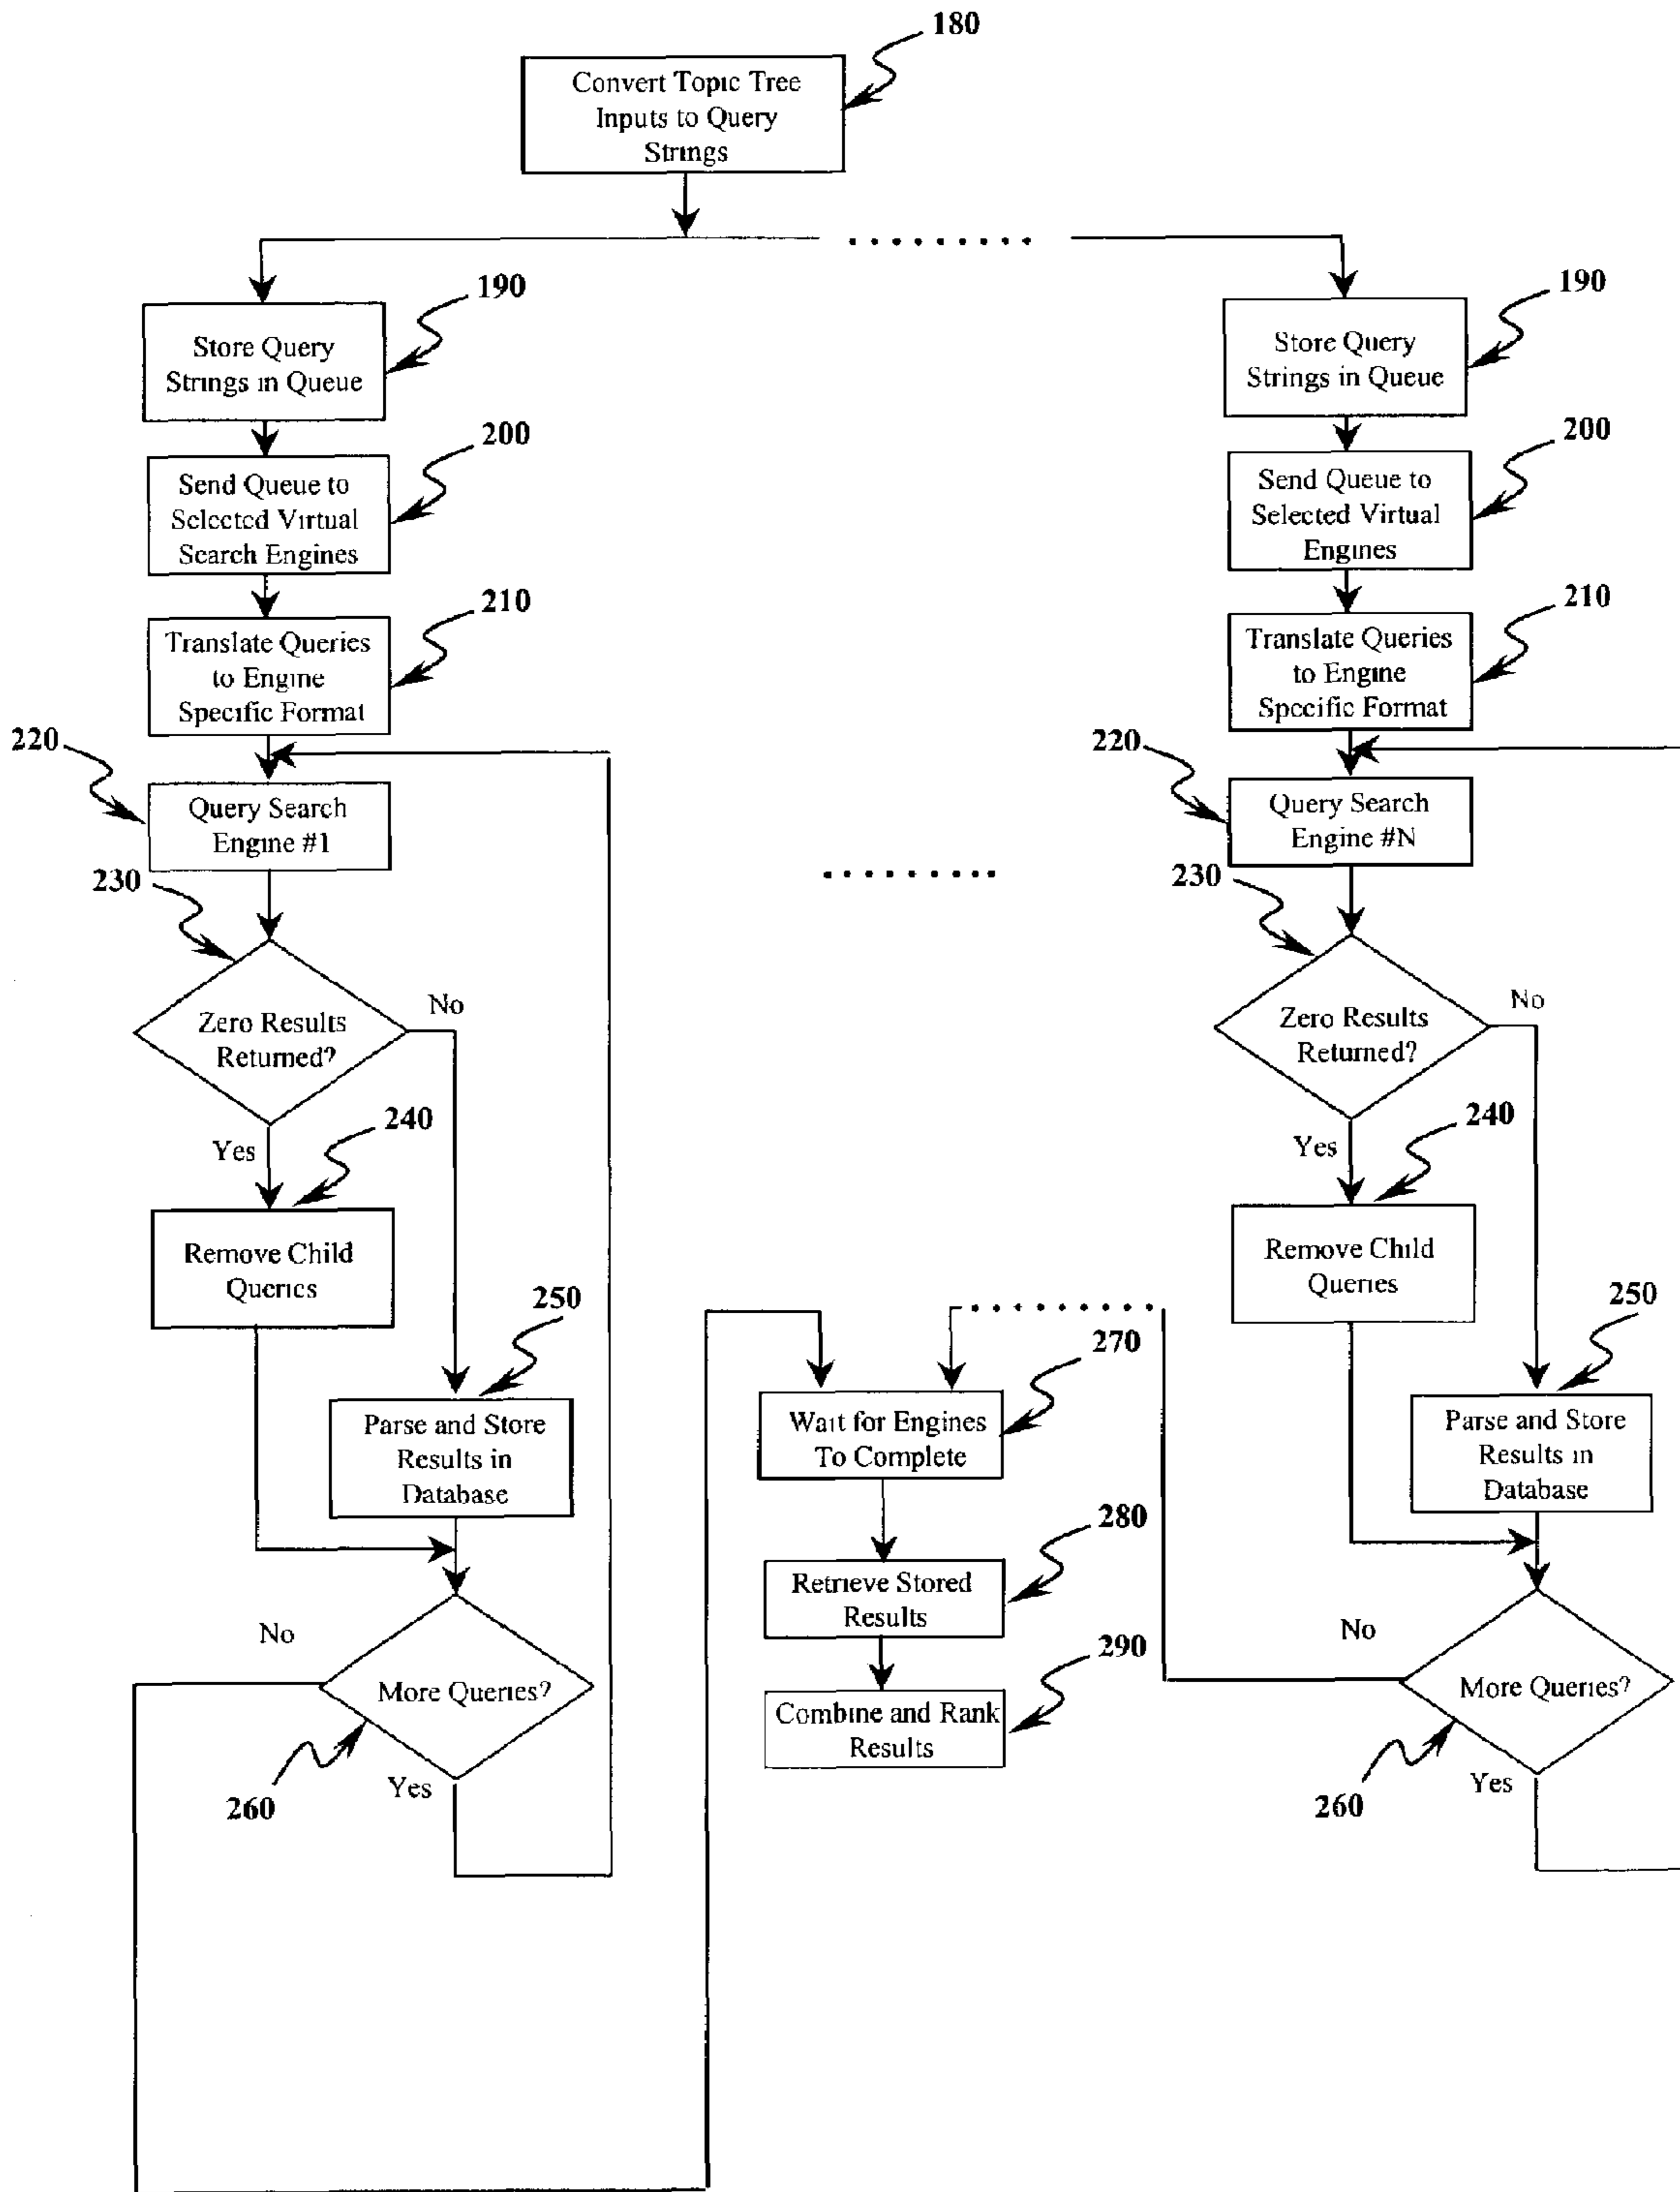 180
Convert Topic Tree
Inputs to Query
Strings
190
Store Query
Strings in Queue
200
Send Queue to
Selected Virtual
Search Engines
210
Translate Queries
to Engine
Specific Format
220
Query Search
Engine #1
230
Zero Results
Returned?
No
Yes
240
Remove Child
Queries
250
Parse and Store
Results in
Database
No
More Queries?
260
Yes
270
Wait for Engines
To Complete
280
Retrieve Stored
Results
290
Combine and Rank
Results
190
Store Query
Strings in Queue
200
Send Queue to
Selected Virtual
Engines
210
Translate Queries
to Engine
Specific Format
220
Query Search
Engine #N
230
Zero Results
Returned?
No
Yes
240
Remove Child
Queries
250
Parse and Store
Results in
Database
No
More Queries?
260
Yes